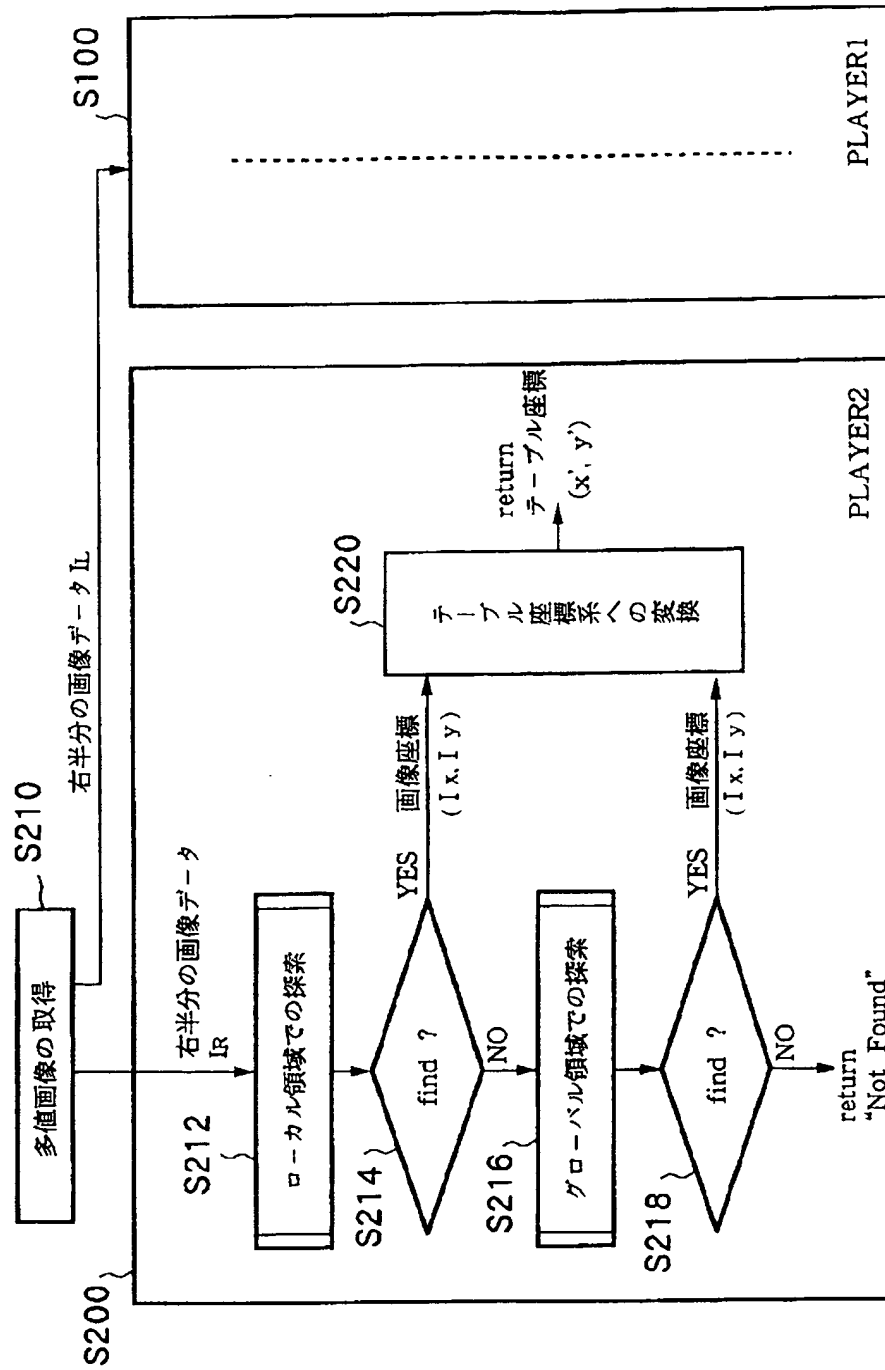 S210
多値画像の取得
右半分の画像データ IL
S100
S200
右半分の画像データ
IR
S212
ローカル領域での探索
S214
find ?
YES
画像座標
(Ix, Iy)
NO
S216
グローバル領域での探索
S218
find ?
YES
画像座標
(Ix, Iy)
NO
return
“Not Found”
S220
テーブル
座標系への変換
return
テーブル座標
(x', y')
PLAYER2
PLAYER1